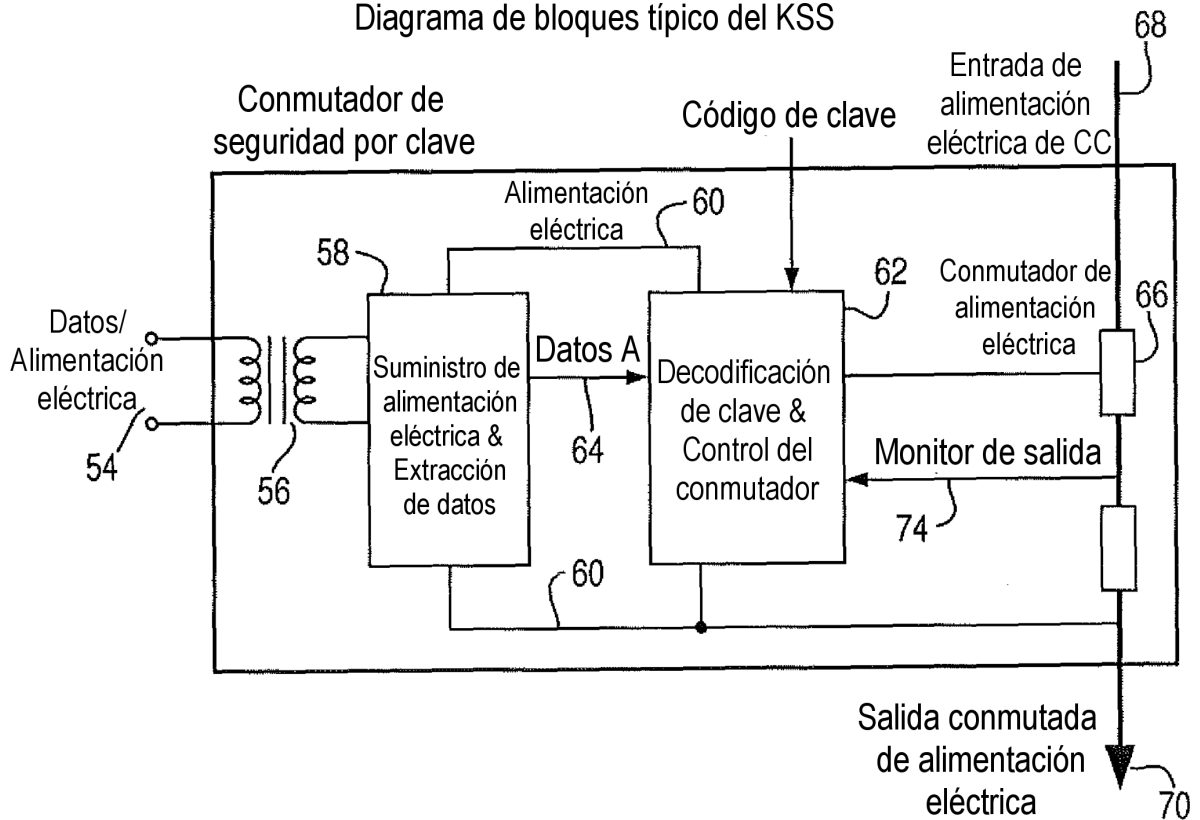 Diagrama de bloques típico del KSS
68
Entrada de
alimentación
eléctrica de CC
Conmutador de
seguridad por clave
Código de clave
Alimentación
eléctrica
60
58
62
Conmutador de
alimentación
eléctrica
66
Datos/
Alimentación
eléctrica
54
56
Suministro de
alimentación
eléctrica &
Extracción
de datos
Datos A
64
Decodificación
de clave &
Control del
conmutador
Monitor de salida
74
60
Salida conmutada
de alimentación
eléctrica
70